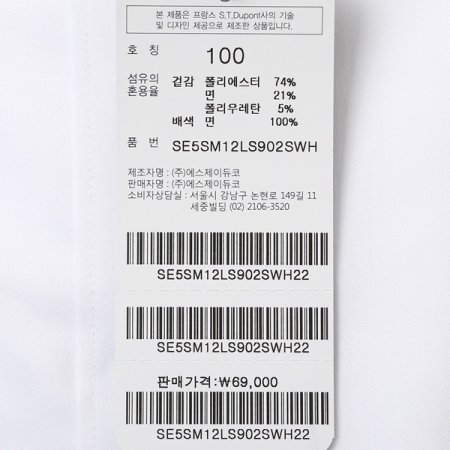 본 제품은 프랑스 S.T.Dupont사의 기술
및 디자인 제공으로 제조한 상품입니다.
호 칭 100
섬유의 혼용율 겉감 폴리에스터 74%
면 21%
폴리우레탄 5%
배색 면 100%
품 번 SE5SM12LS902SWH
제조자명 : (주)에스제이듀코
판매자명 : (주)에스제이듀코
소비자상담실 : 서울시 강남구 논현로 149길 11
세중빌딩 (02) 2106-3520
SE5SM12LS902SWH22
SE5SM12LS902SWH22
판매가격:₩69,000
SE5SM12LS902SWH22